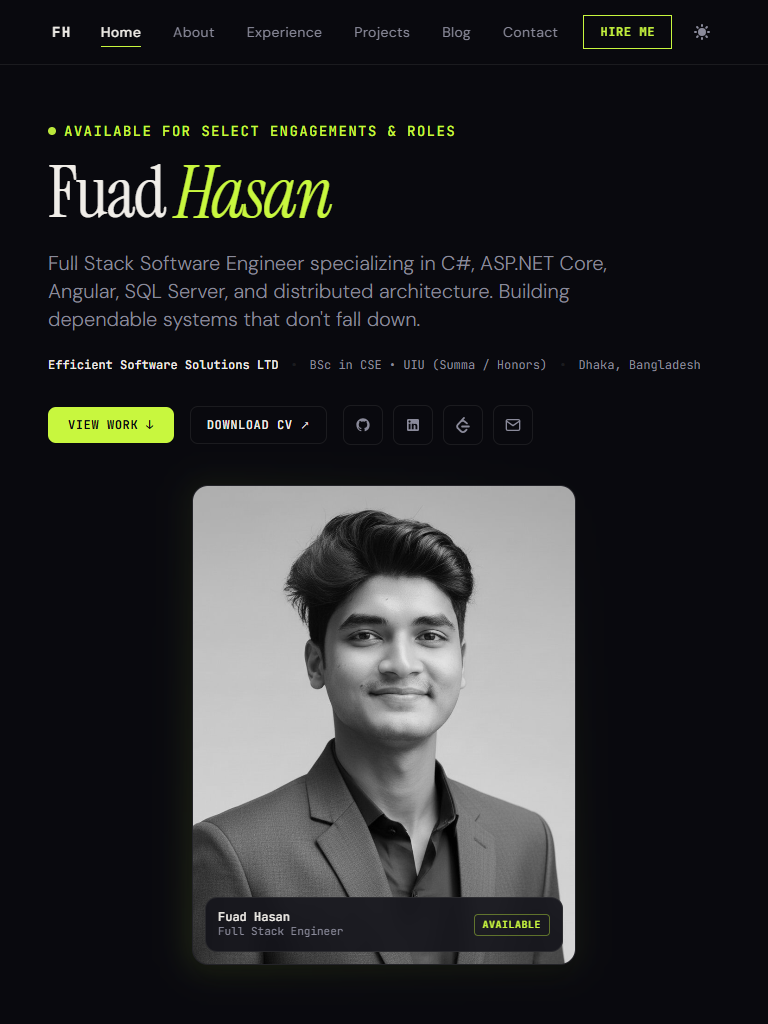 FH Home About Experience Projects Blog Contact HIRE ME
AVAILABLE FOR SELECT ENGAGEMENTS & ROLES
Fuad Hasan
Full Stack Software Engineer specializing in C#, ASP.NET Core,
Angular, SQL Server, and distributed architecture. Building
dependable systems that don't fall down.
Efficient Software Solutions LTD · BSc in CSE • UIU (Summa / Honors) · Dhaka, Bangladesh
VIEW WORK ↓ DOWNLOAD CV ↗
Fuad Hasan
Full Stack Engineer
AVAILABLE